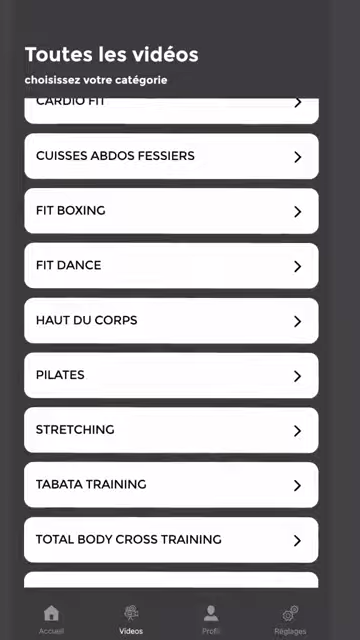 Toutes les vidéos
choisissez votre catégorie
CARDIO FIT
CUISSES ABDOS FESSIERS
FIT BOXING
FIT DANCE
HAUT DU CORPS
PILATES
STRETCHING
TABATA TRAINING
TOTAL BODY CROSS TRAINING
Accueil Videos Profil Réglages